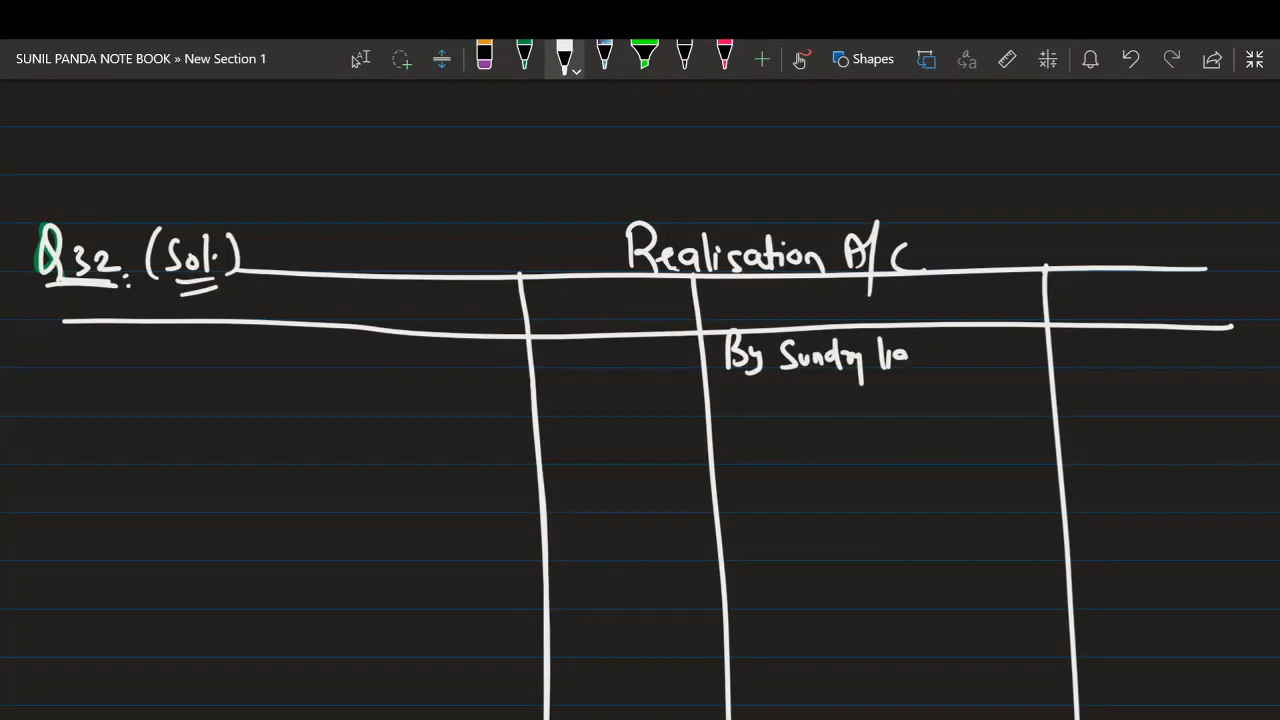 SUNIL PANDA NOTE BOOK » New Section 1
Shapes
Q32. (Sol.)
Realisation A/C
By Sundry